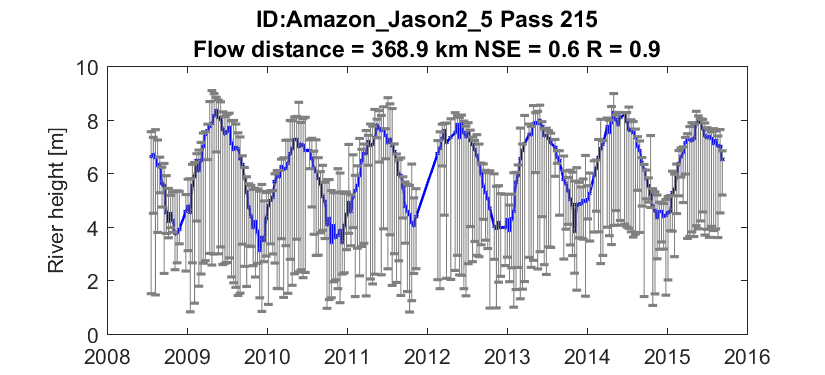 ID:Amazon_Jason2_5 Pass 215
Flow distance = 368.9 km NSE = 0.6 R = 0.9
River height [m]
10
8
6
4
2
0
2008 2009 2010 2011 2012 2013 2014 2015 2016